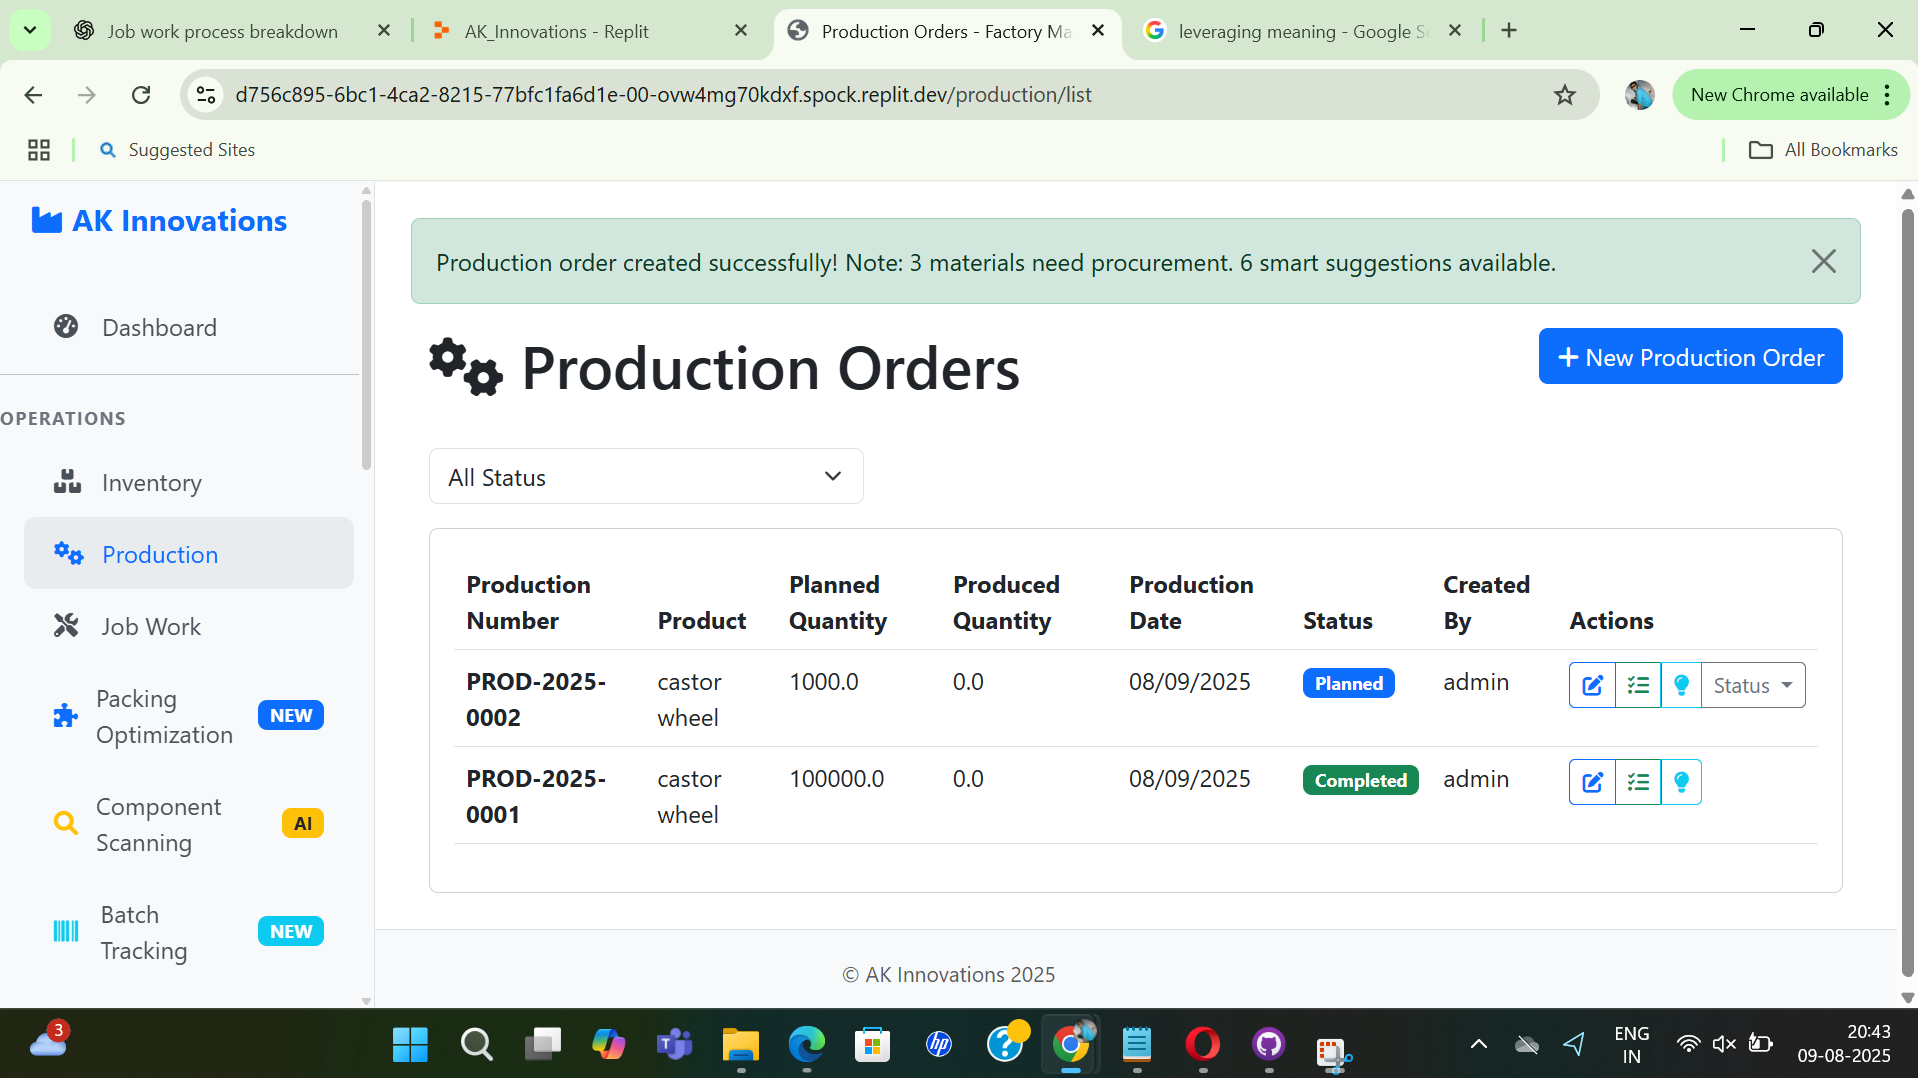 Job work process breakdown
AK_Innovations - Replit
Production Orders - Factory Ma
leveraging meaning - Google S
d756c895-6bc1-4ca2-8215-77bfc1fa6d1e-00-ovw4mg70kdxf.spock.replit.dev/production/list
New Chrome available
Suggested Sites
All Bookmarks
AK Innovations
Dashboard
OPERATIONS
Inventory
Production
Job Work
Packing
Optimization
NEW
Component
Scanning
AI
Batch
Tracking
NEW
Production order created successfully! Note: 3 materials need procurement. 6 smart suggestions available.
Production Orders
New Production Order
All Status
Production Number Product Planned Quantity Produced Quantity Production Date Status Created By Actions
PROD-2025-0002 castor wheel 1000.0 0.0 08/09/2025 Planned admin Status
PROD-2025-0001 castor wheel 100000.0 0.0 08/09/2025 Completed admin
© AK Innovations 2025
3
hp
ENG
IN
20:43
09-08-2025